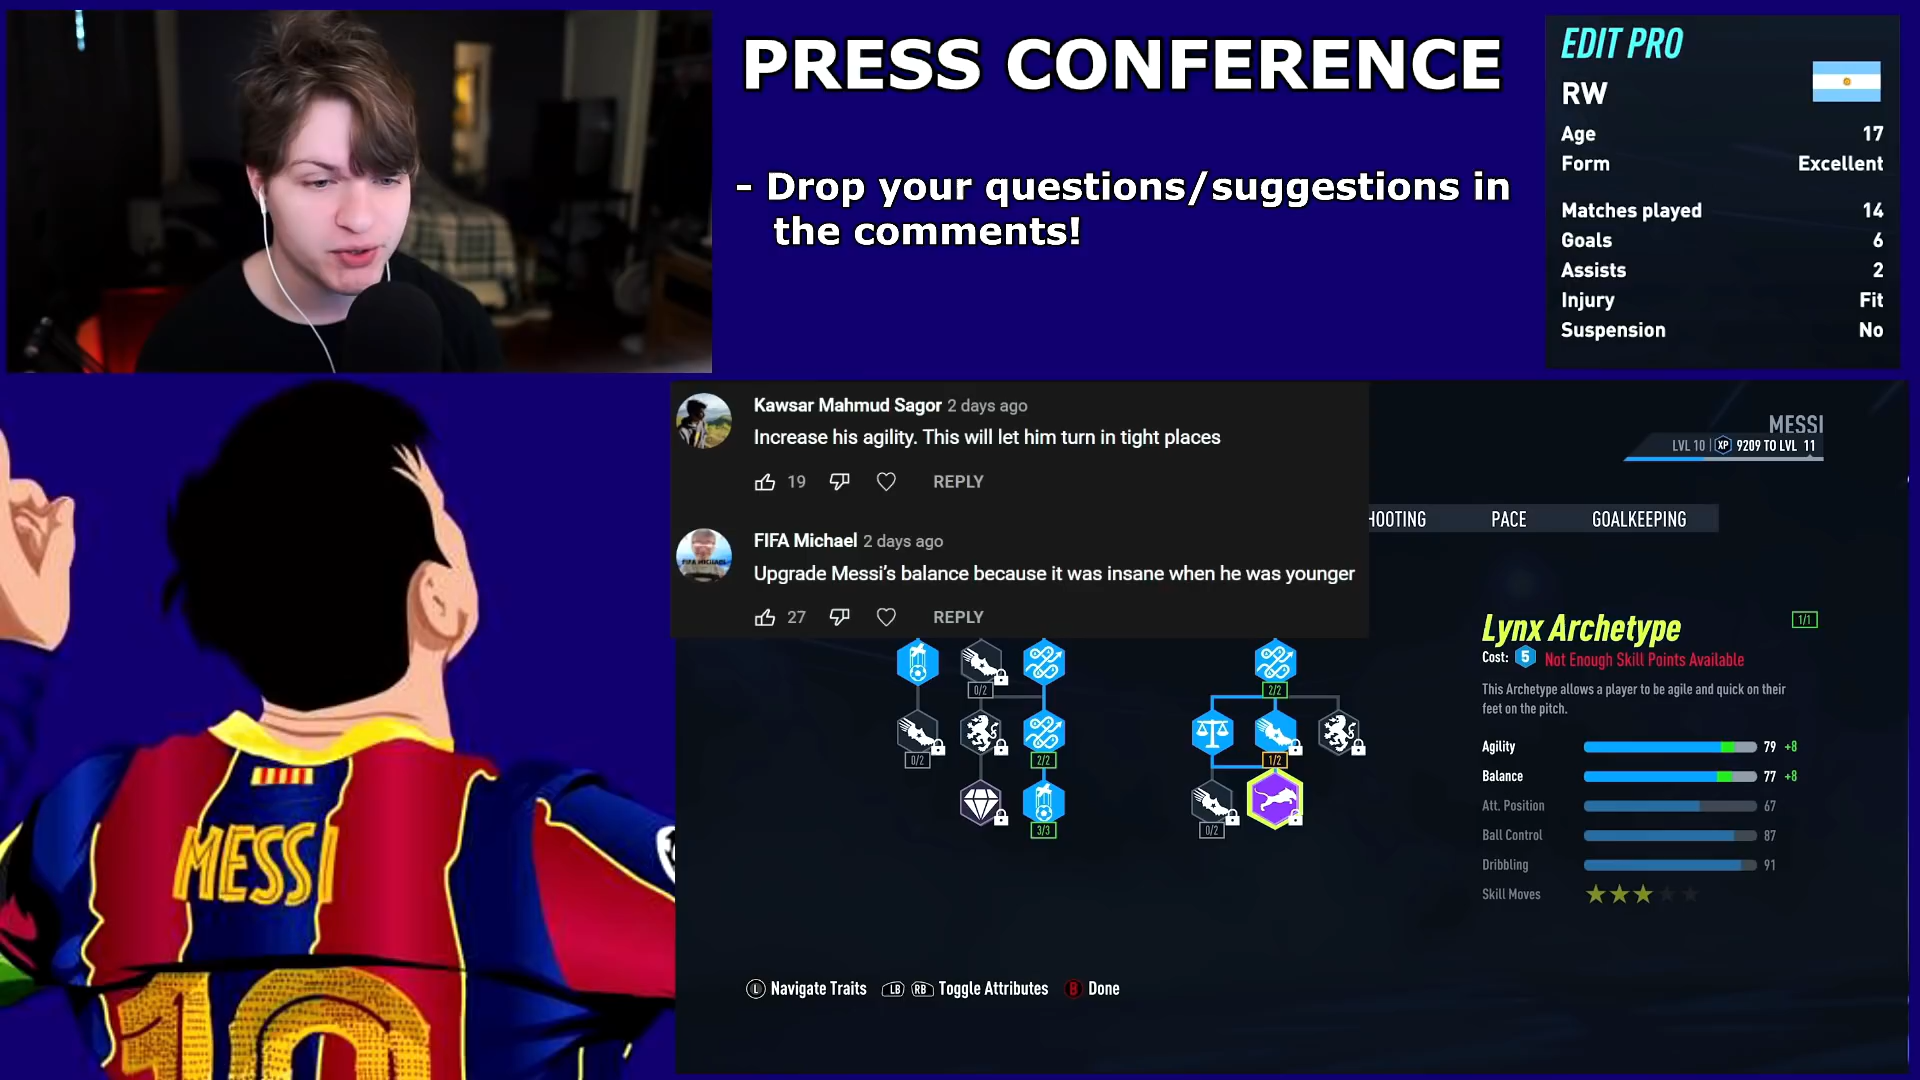 PRESS CONFERENCE
- Drop your questions/suggestions in
the comments!
EDIT PRO
RW
Age 17
Form Excellent
Matches played 14
Goals 6
Assists 2
Injury Fit
Suspension No
Kawsar Mahmud Sagor 2 days ago
Increase his agility. This will let him turn in tight places
19 REPLY
FIFA Michael 2 days ago
Upgrade Messi's balance because it was insane when he was younger
27 REPLY
MESSI
LVL 10 | XP 9209 TO LVL 11
HOOTING PACE GOALKEEPING
0/2
2/2
0/2
2/2
1/2
3/3
0/2
Lynx Archetype 1/1
Cost: 5 Not Enough Skill Points Available
This Archetype allows a player to be agile and quick on their
feet on the pitch.
Agility 79 +8
Balance 77 +8
Att. Position 67
Ball Control 87
Dribbling 91
Skill Moves
L Navigate Traits LB RB Toggle Attributes B Done
MESSI
10